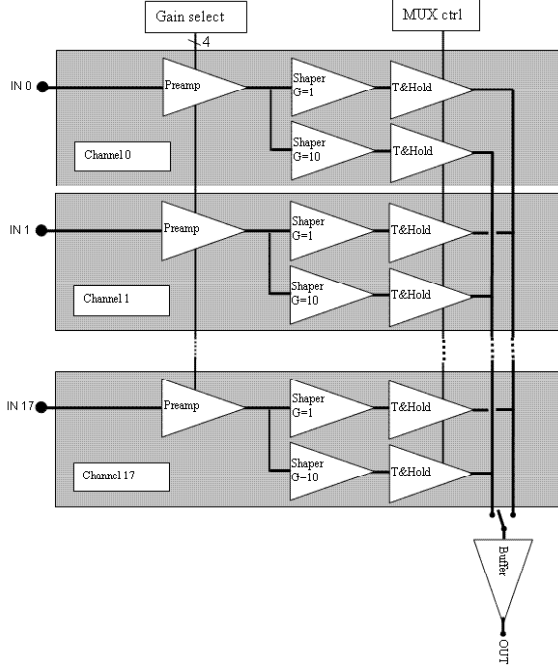 Gain select
MUX ctrl
4
IN 0
Preamp
Shaper
G=1
T&Hold
Shaper
G=10
T&Hold
Channel 0
IN 1
Preamp
Shaper
G=1
T&Hold
Shaper
G=10
T&Hold
Channel 1
IN 17
Preamp
Shaper
G=1
T&Hold
Shaper
G=10
T&Hold
Channel 17
Buffer
OUT